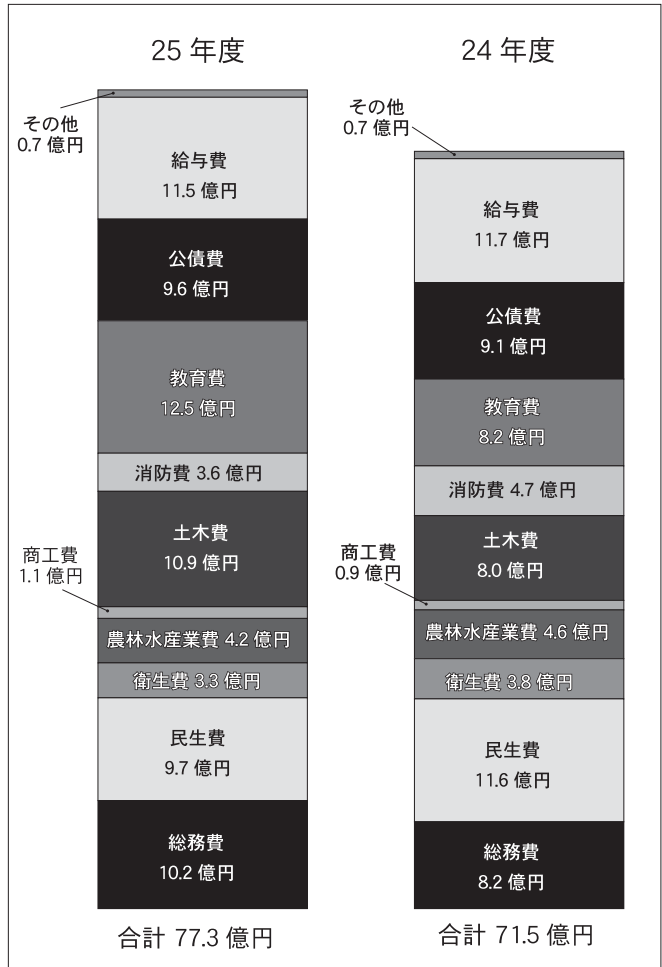 25 年度
その他
0.7 億円
給与費
11.5 億円
公債費
9.6 億円
教育費
12.5 億円
消防費 3.6 億円
土木費
10.9 億円
商工費
1.1 億円
農林水産業費 4.2 億円
衛生費 3.3 億円
民生費
9.7 億円
総務費
10.2 億円
合計 77.3 億円
24 年度
その他
0.7 億円
給与費
11.7 億円
公債費
9.1 億円
教育費
8.2 億円
消防費 4.7 億円
土木費
8.0 億円
商工費
0.9 億円
農林水産業費 4.6 億円
衛生費 3.8 億円
民生費
11.6 億円
総務費
8.2 億円
合計 71.5 億円